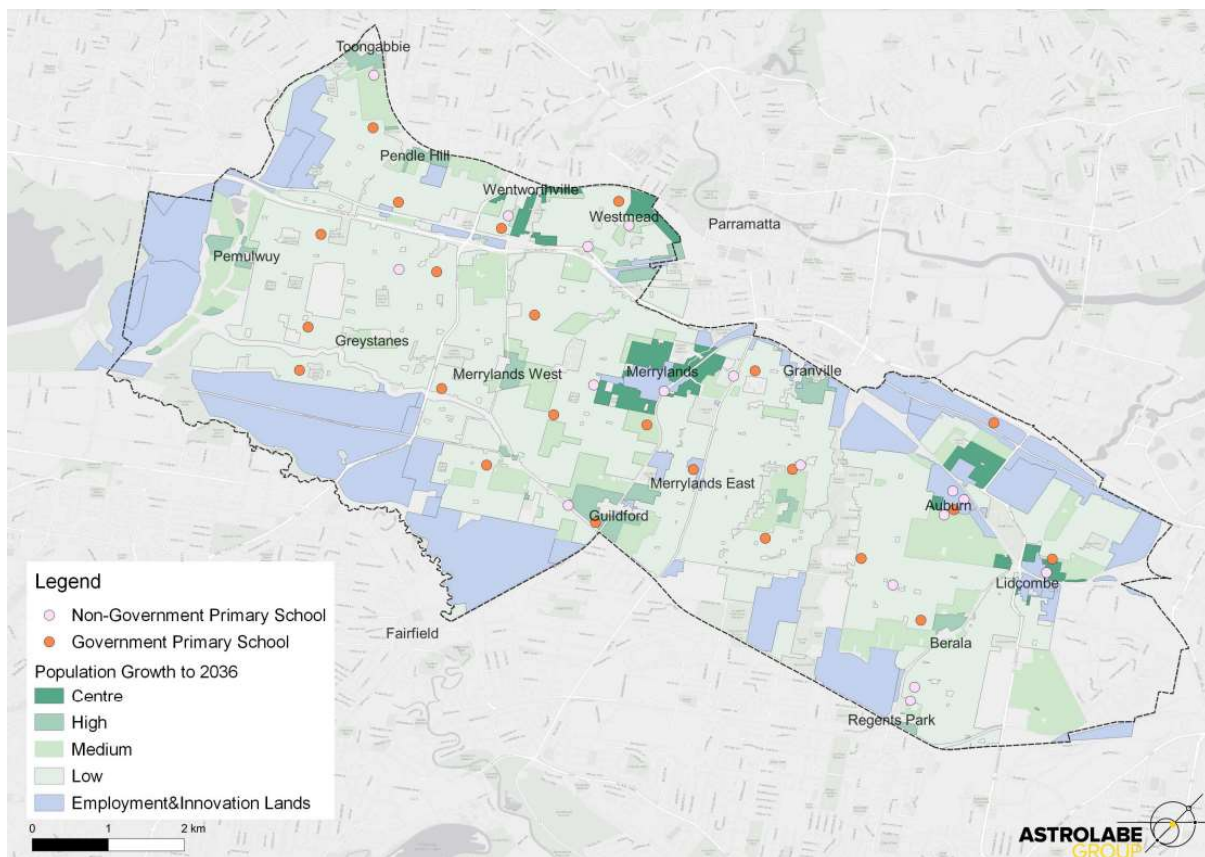 Toongabbie
Pendle Hill
Wentworthville
Westmead
Parramatta
Pemulwuy
Greystanes
Merrylands West
Merrylands
Granville
Merrylands East
Guildford
Auburn
Lidcombe
Fairfield
Berala
Regents Park
Legend
Non-Government Primary School
Government Primary School
Population Growth to 2036
Centre
High
Medium
Low
Employment&Innovation Lands
0 1 2 km
ASTROLABE
GROUP